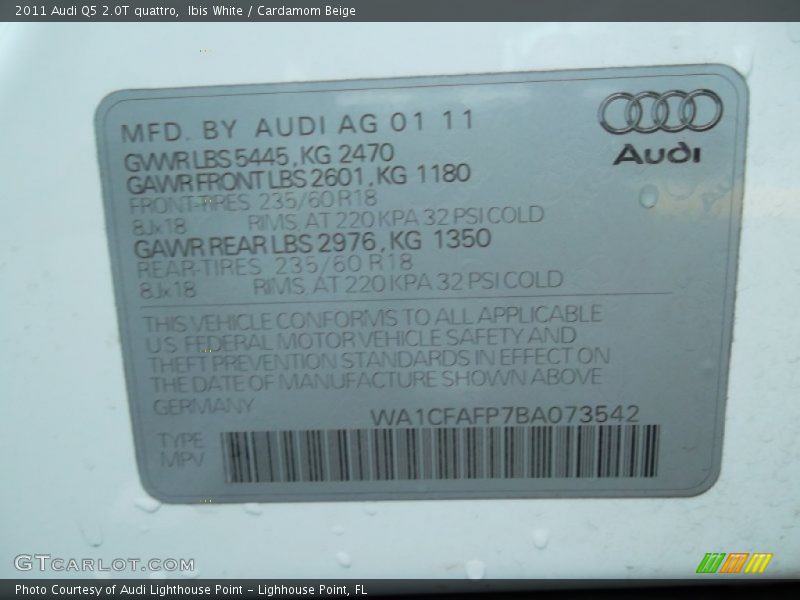 2011 Audi Q5 2.0T quattro,  Ibis White / Cardamom Beige
MFD. BY AUDI AG 01 11
Audi
GVWR LBS 5445, KG 2470
GAWR FRONT LBS 2601, KG 1180
FRONT-TIRES 235/60 R18
8Jx18 RIMS, AT 220 KPA 32 PSI COLD
GAWR REAR LBS 2976, KG 1350
REAR-TIRES 235/60 R18
8Jx18 RIMS, AT 220 KPA 32 PSI COLD
THIS VEHICLE CONFORMS TO ALL APPLICABLE
U.S. FEDERAL MOTOR VEHICLE SAFETY AND
THEFT PREVENTION STANDARDS IN EFFECT ON
THE DATE OF MANUFACTURE SHOWN ABOVE
GERMANY
WA1CFAFP7BA073542
TYPE
MPV
GTCARLOT.COM
Photo Courtesy of Audi Lighthouse Point - Lighhouse Point, FL